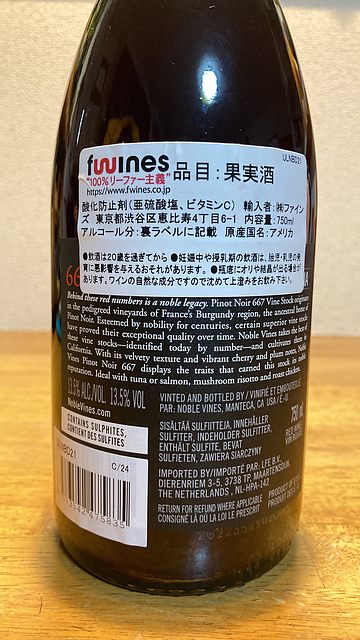 fwines 品目：果実酒
ULNBD21
"100%リーファー主義"
https://www.fwines.co.jp
酸化防止剤(亜硫酸塩、ビタミンC) 輸入者:㈱ファイン
ズ 東京都渋谷区恵比寿4丁目6-1 内容量:750ml
アルコール分:裏ラベルに記載 原産国名:アメリカ
●飲酒は20歳を過ぎてから ●妊娠中や授乳期の飲酒は、胎児・乳児の発
育に悪影響を与えるおそれがあります。 ●瓶底にオリや結晶が出る場合が
あります。ワインの自然な成分ですので沈めて上澄みをお飲み下さい。
66
Behind these red numbers is a noble legacy. Pinot Noir 667 Vine Stock originates
in the pedigreed vineyards of France's Burgundy region, the ancestral home of
Pinot Noir. Esteemed by nobility for centuries, certain superior vine stocks
have proved their exceptional quality over time. Noble Vines takes the best of
these vine stocks—identified today by number—and cultivates them in
California. With its velvety texture and vibrant cherry and plum notes, Noble
Vines Pinot Noir 667 displays the traits that earned this stock is noble
reputation. Ideal with tuna or salmon, mushroom risotto and roast chicken.
13.5% ALC./VOL. 13.5% VOL
NobleVines.com
CONTAINS SULPHITES,
CONTIENT DES SULFITES
ULNBD21
C/24
VINTED AND BOTTLED BY / VINIFIÉ ET EMBOUTEILLÉ
PAR: NOBLE VINES, MANTECA, CA USA / É.-U.
750 mL
RED WINE
VIN ROUGE
SISÄLTÄÄ SULFIITTEJA, INNEHÅLLER
SULFITER, INDEHOLDER SULFITTER,
ENTHÄLT SULFITE, BEVAT
SULFIETEN, ZAWIERA SIARCZYNY
IMPORTED BY/IMPORTÉ PAR: LFE B.V.
DIERENRIEM 3-5, 3738 TP, MAARTENSDIJK,
THE NETHERLANDS , NL-HPA-142
RETURN FOR REFUND WHERE APPLICABLE
CONSIGNÉ LÀ OÙ LA LOI LE PRESCRIT
PRODUCT OF
PRODUIT DES